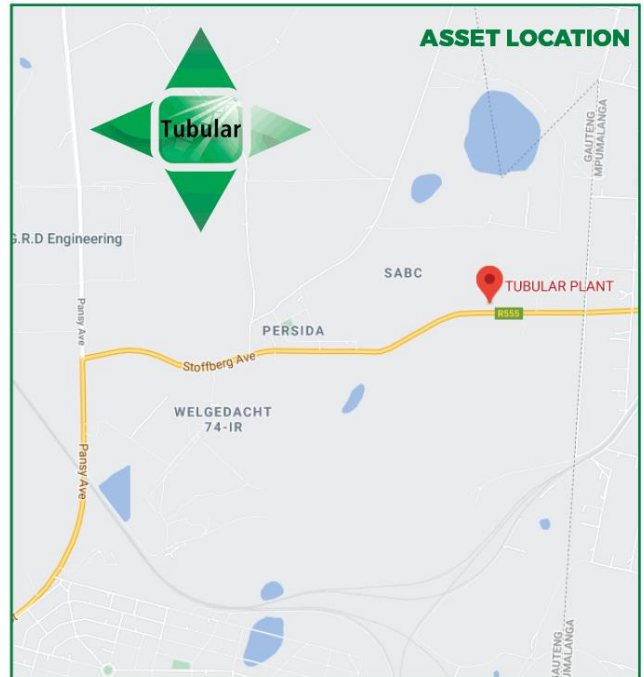 ASSET LOCATION
Tubular
GAUTENG
MPUMALANGA
G.R.D Engineering
SABC
TUBULAR PLANT
Pansy Ave
R555
PERSIDA
Stoffberg Ave
WELGEDACHT
74-IR
Pansy Ave
GAUTENG